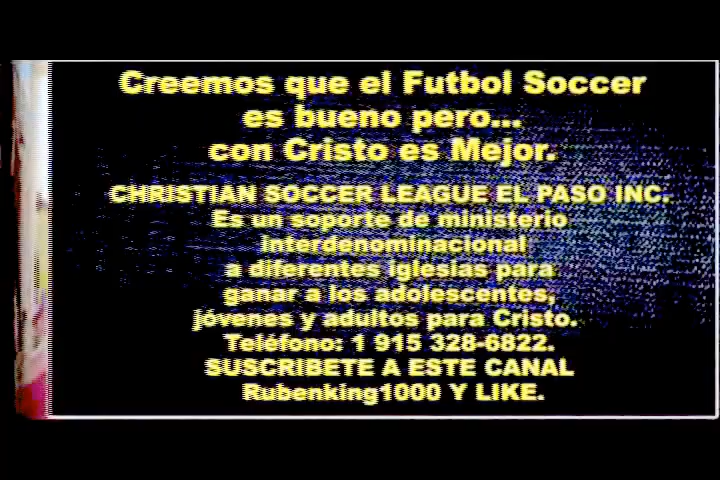 Creemos que el Futbol Soccer
es bueno pero...
con Cristo es Mejor.
CHRISTIAN SOCCER LEAGUE EL PASO INC.
Es un soporte de ministerio
interdenominacional
a diferentes iglesias para
ganar a los adolescentes,
jóvenes y adultos para Cristo.
Teléfono: 1 915 328-6822.
SUSCRIBETE A ESTE CANAL
Rubenking1000 Y LIKE.